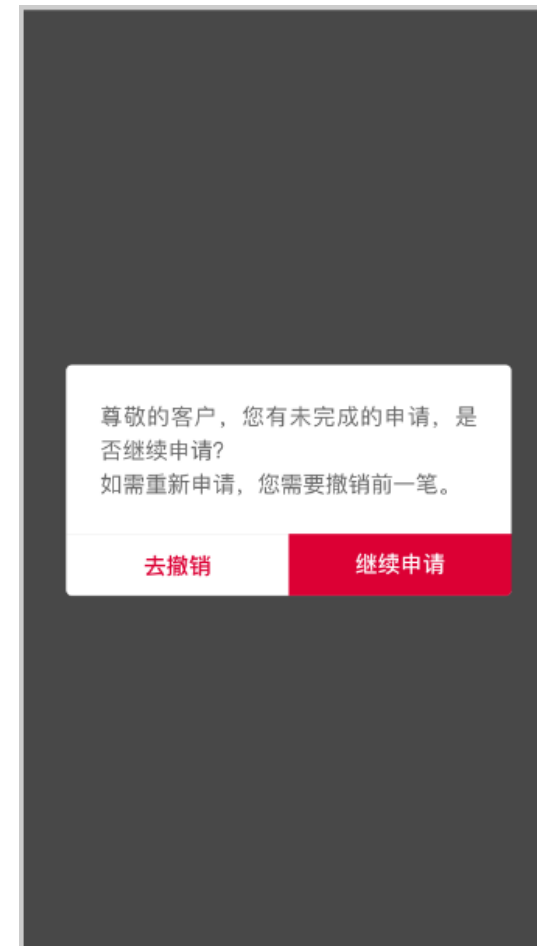 尊敬的客户，您有未完成的申请，是
否继续申请?
如需重新申请，您需要撤销前一笔。
去撤销
继续申请